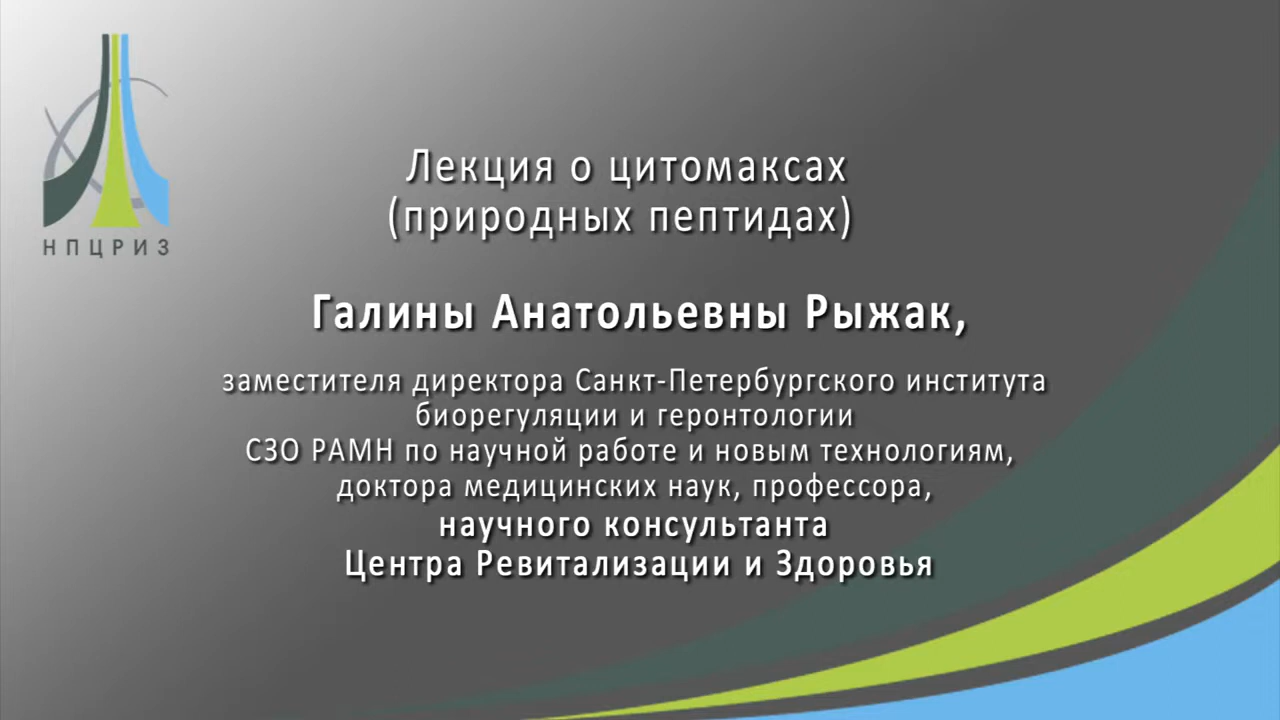 НПЦРИЗ
Лекция о цитомаксах
(природных пептидах)
Галины Анатольевны Рыжак,
заместителя директора Санкт-Петербургского института
биорегуляции и геронтологии
СЗО РАМН по научной работе и новым технологиям,
доктора медицинских наук, профессора,
научного консультанта
Центра Ревитализации и Здоровья